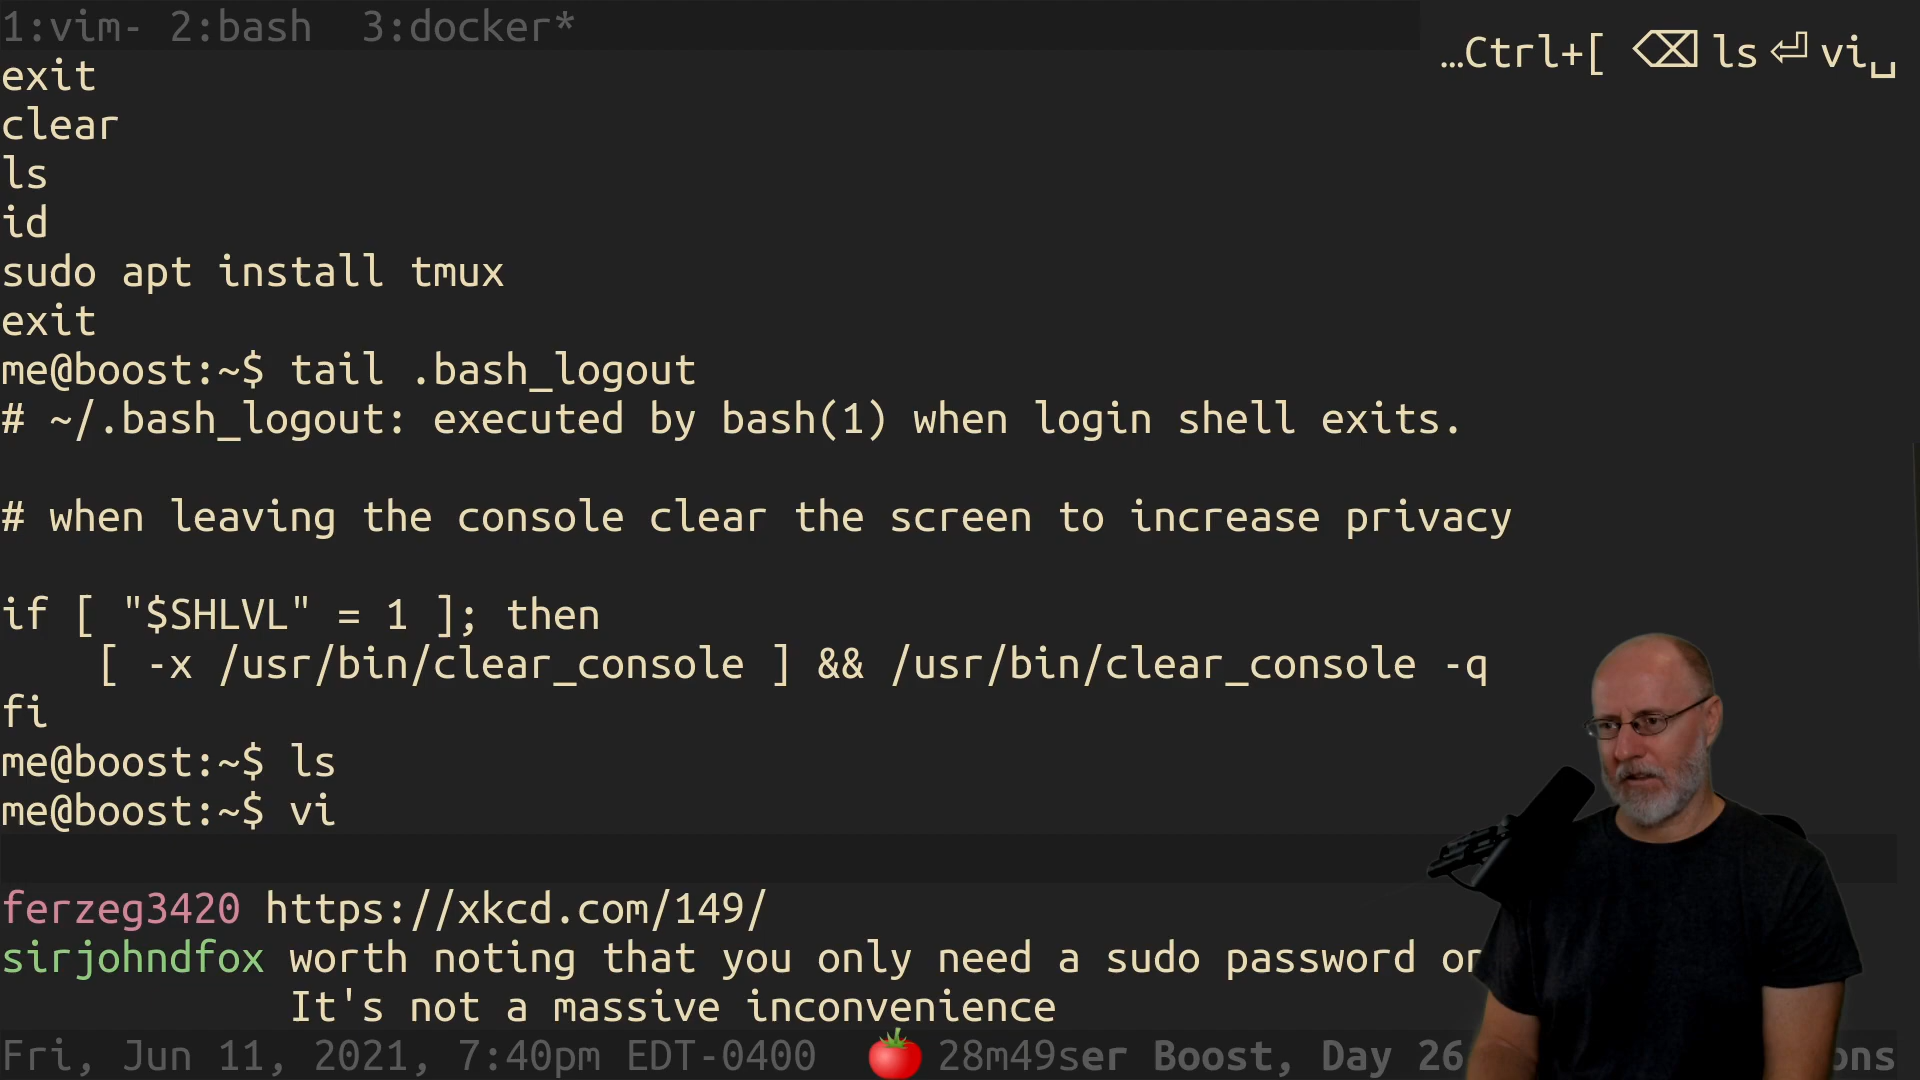 1:vim- 2:bash  3:docker*
…Ctrl+[ ⌫ ls ⏎ vi␣
exit
clear
ls
id
sudo apt install tmux
exit
me@boost:~$ tail .bash_logout
# ~/.bash_logout: executed by bash(1) when login shell exits.
# when leaving the console clear the screen to increase privacy
if [ "$SHLVL" = 1 ]; then
    [ -x /usr/bin/clear_console ] && /usr/bin/clear_console -q
fi
me@boost:~$ ls
me@boost:~$ vi
ferzeg3420 https://xkcd.com/149/
sirjohndfox worth noting that you only need a sudo password
It's not a massive inconvenience
Fri, Jun 11, 2021, 7:40pm EDT-0400 🍅 28m49ser Boost, Day 26